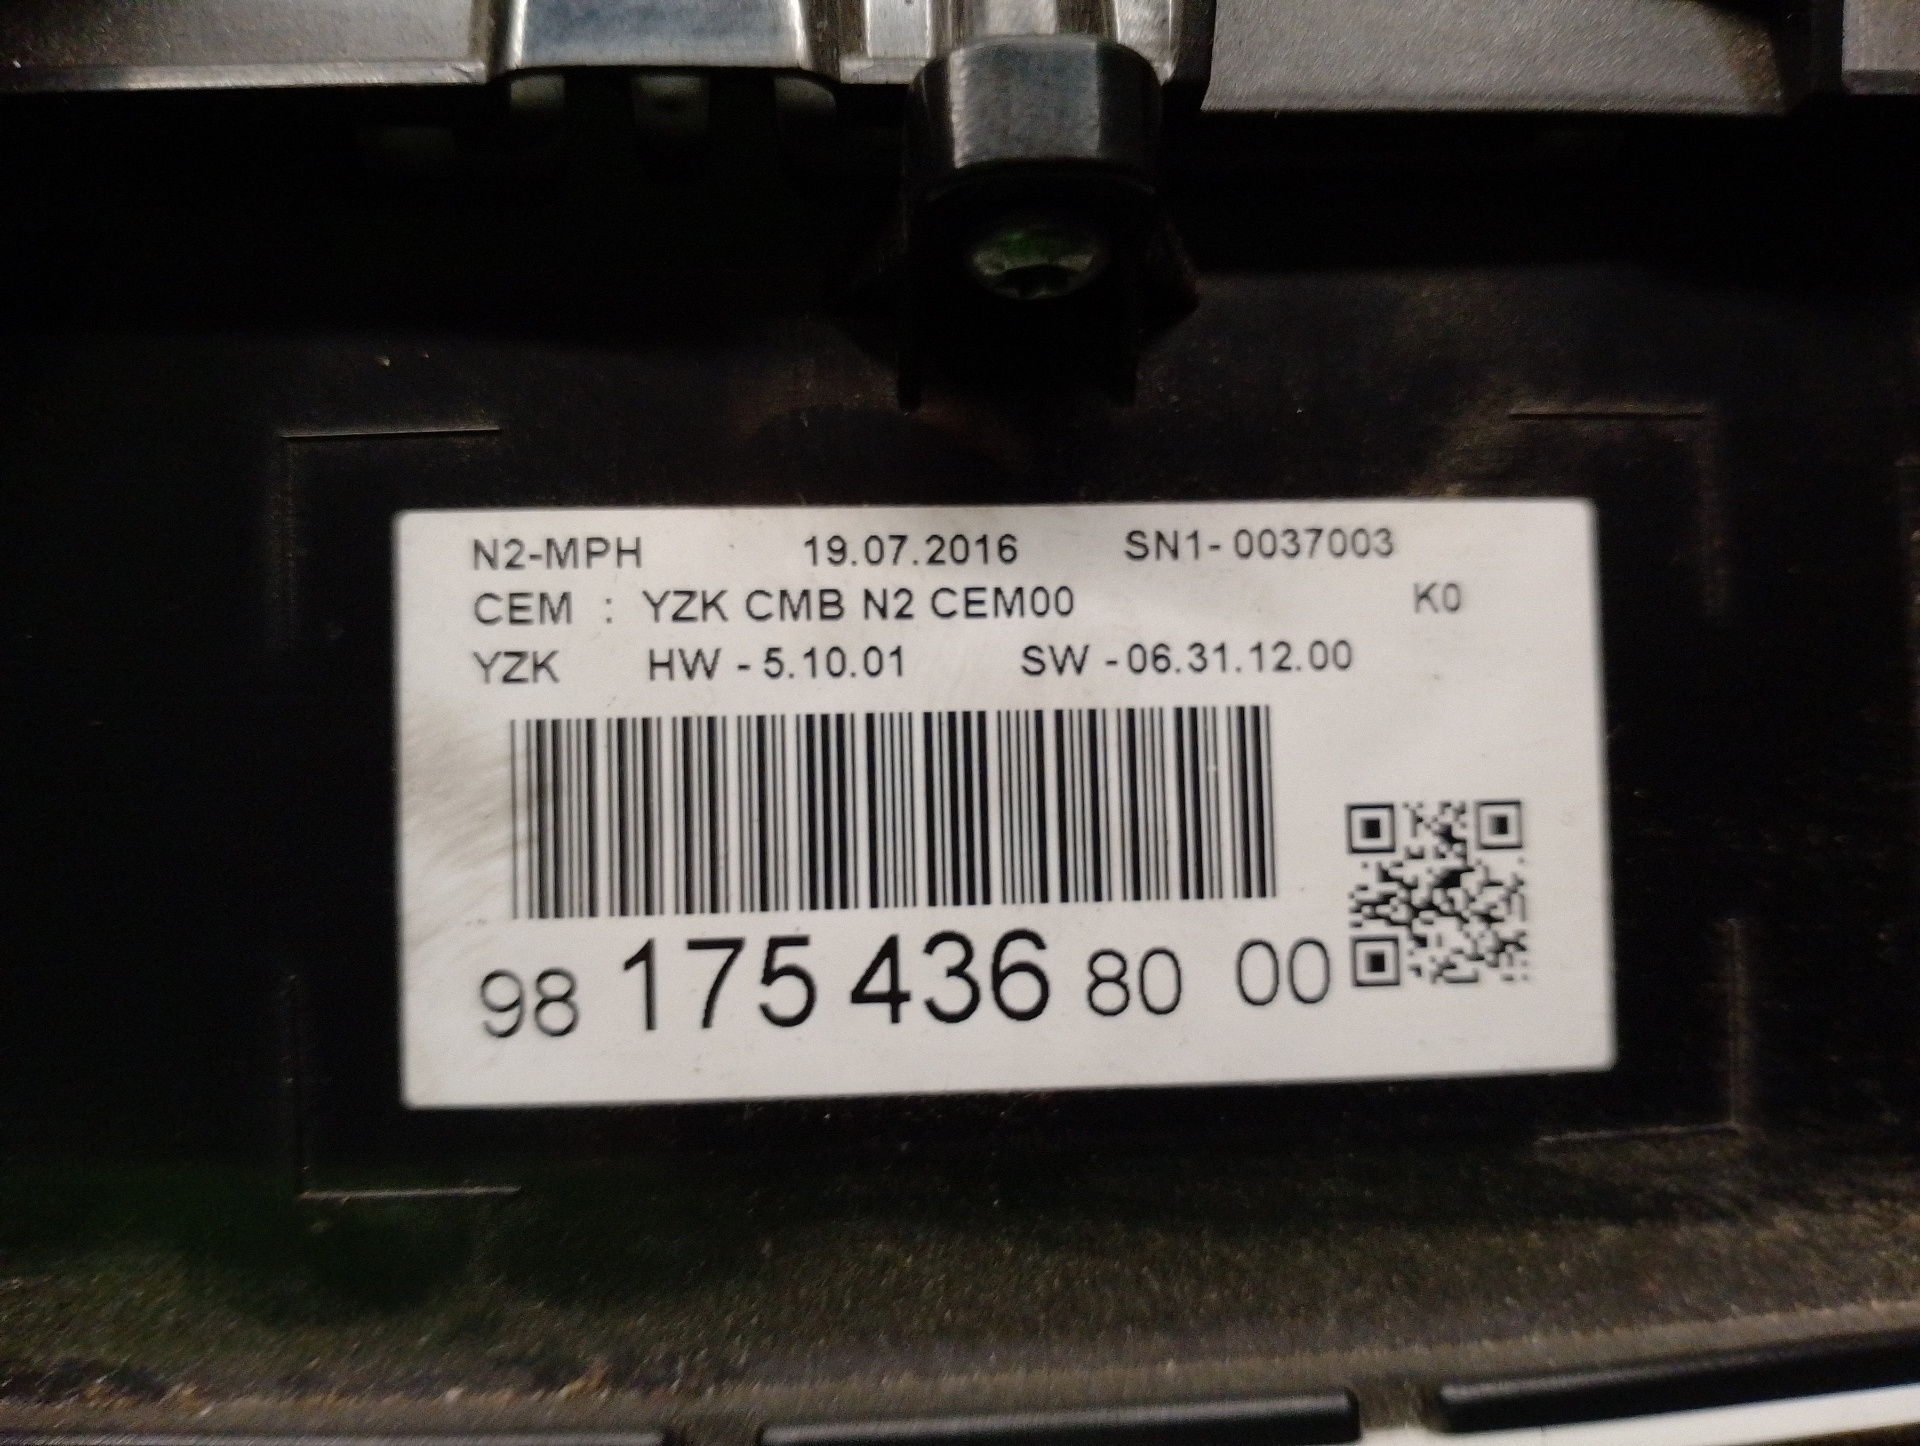 N2-MPH 19.07.2016 SN1-0037003
CEM : YZK CMB N2 CEM00 K0
YZK HW - 5.10.01 SW -06.31.12.00
98 175 436 80 00